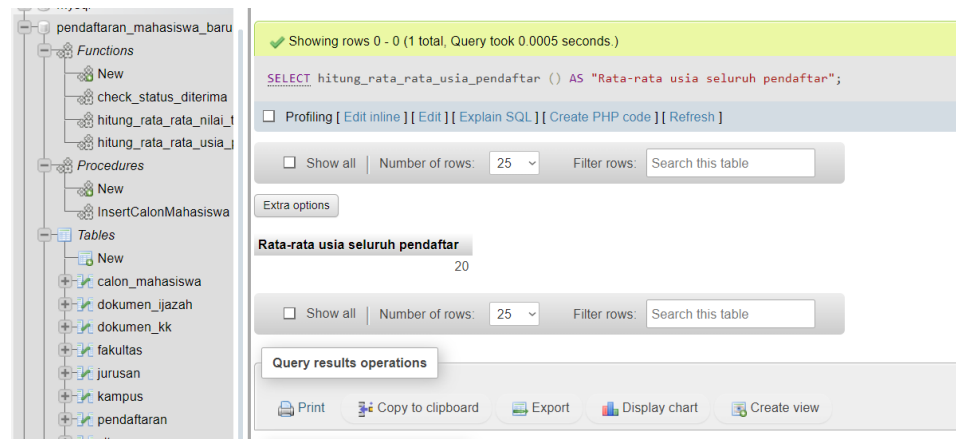 pendaftaran_mahasiswa_baru
Functions
New
check_status_diterima
hitung_rata_rata_nilai_t
hitung_rata_rata_usia_p
Procedures
New
InsertCalonMahasiswa
Tables
New
calon_mahasiswa
dokumen_ijazah
dokumen_kk
fakultas
jurusan
kampus
pendaftaran
Showing rows 0 - 0 (1 total, Query took 0.0005 seconds.)
SELECT hitung_rata_rata_usia_pendaftar () AS "Rata-rata usia seluruh pendaftar";
Profiling [ Edit inline ] [ Edit ] [ Explain SQL ] [ Create PHP code ] [ Refresh ]
Show all | Number of rows: 25 Filter rows: Search this table
Extra options
Rata-rata usia seluruh pendaftar
20
Show all | Number of rows: 25 Filter rows: Search this table
Query results operations
Print Copy to clipboard Export Display chart Create view